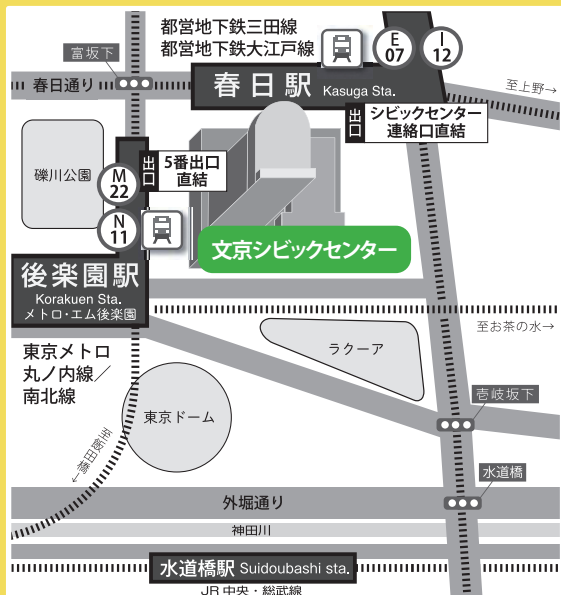 都営地下鉄三田線
都営地下鉄大江戸線
E
07
I
12
富坂下
春日通り
春日駅 Kasuga Sta.
至上野→
出口
シビックセンター
連絡口直結
出口
5番出口
直結
礫川公園
M
22
N
11
文京シビックセンター
後楽園駅
Korakuen Sta.
メトロ・エム後楽園
至お茶の水→
東京メトロ
丸ノ内線／
南北線
ラクーア
東京ドーム
壱岐坂下
至飯田橋→
水道橋
外堀通り
神田川
水道橋駅 Suidoubashi sta.
JR中央・総武線